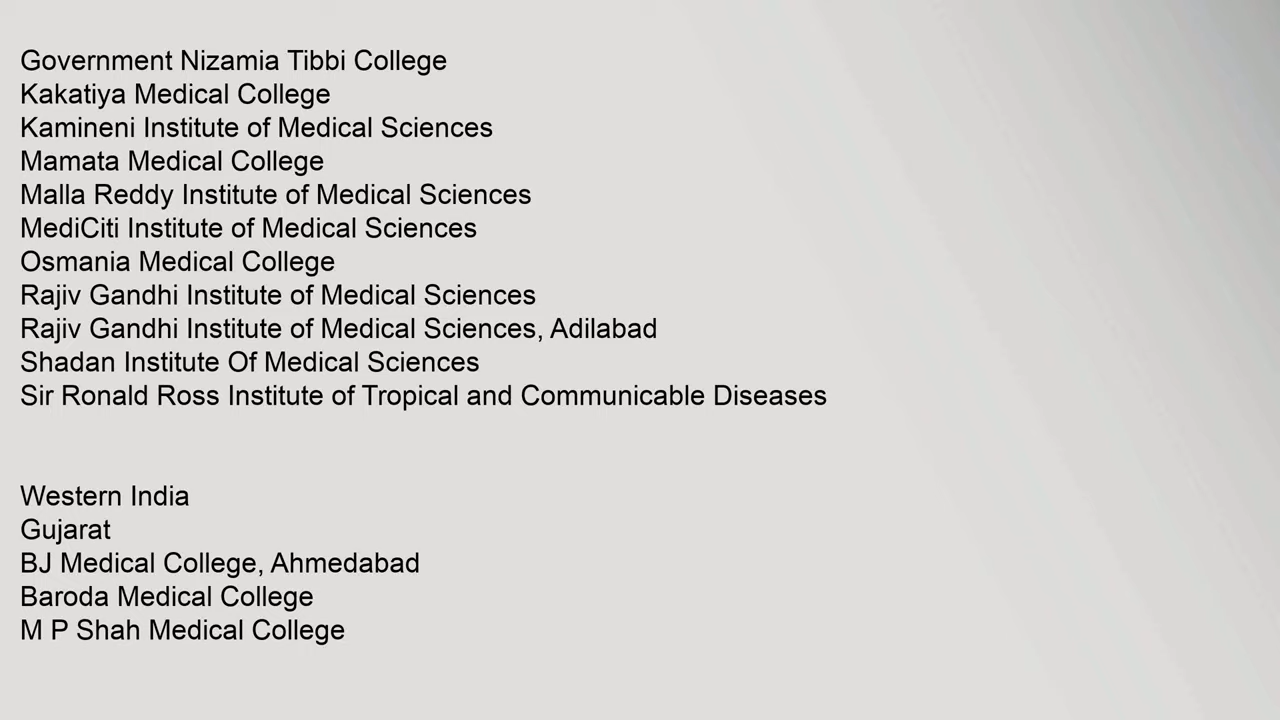 Government Nizamia Tibbi College
Kakatiya Medical College
Kamineni Institute of Medical Sciences
Mamata Medical College
Malla Reddy Institute of Medical Sciences
MediCiti Institute of Medical Sciences
Osmania Medical College
Rajiv Gandhi Institute of Medical Sciences
Rajiv Gandhi Institute of Medical Sciences, Adilabad
Shadan Institute Of Medical Sciences
Sir Ronald Ross Institute of Tropical and Communicable Diseases
Western India
Gujarat
BJ Medical College, Ahmedabad
Baroda Medical College
M P Shah Medical College